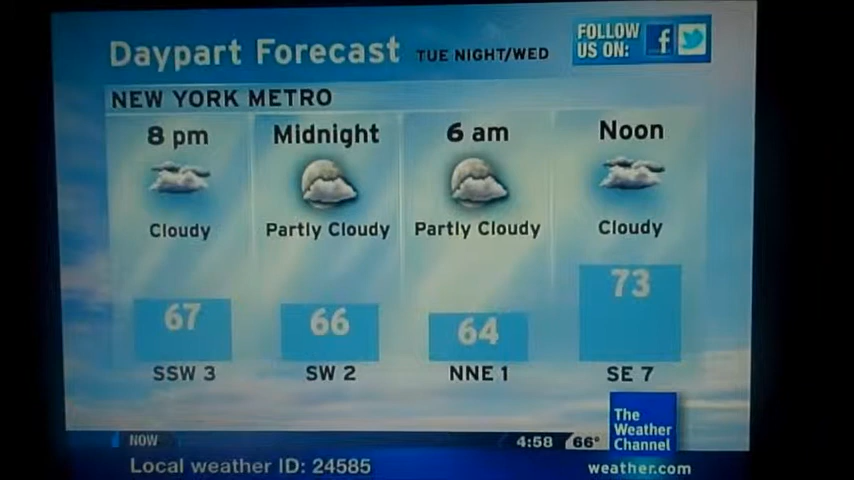 Daypart Forecast TUE NIGHT/WED
FOLLOW
US ON:
NEW YORK METRO
8 pm Midnight 6 am Noon
Cloudy Partly Cloudy Partly Cloudy Cloudy
67 66 64 73
SSW 3 SW 2 NNE 1 SE 7
The
Weather
Channel
NOW 4:58 66°
Local weather ID: 24585 weather.com